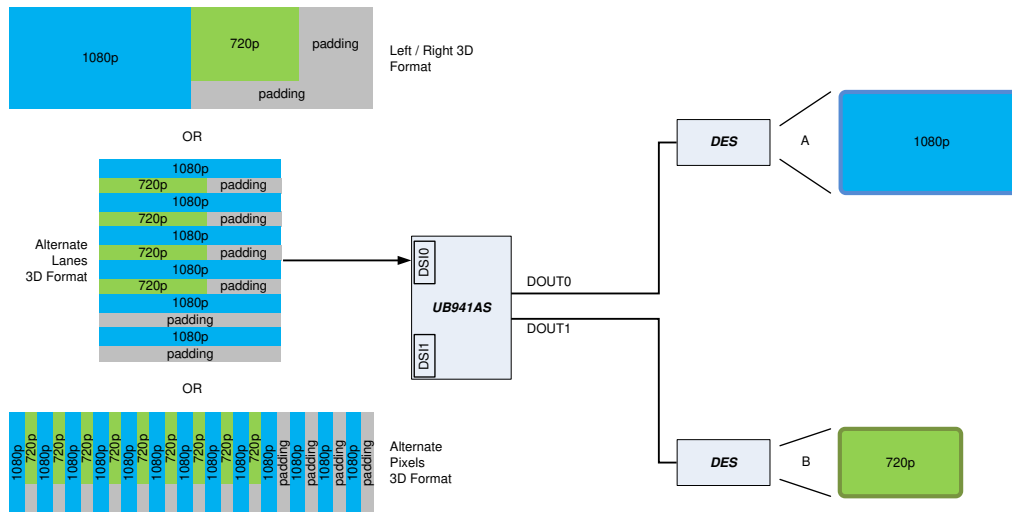 1080p
720p
padding
padding
Left / Right 3D
Format
OR
1080p
720p padding
1080p
720p padding
1080p
720p padding
1080p
720p padding
1080p
padding
1080p
padding
Alternate
Lanes
3D Format
OR
1080p 720p 1080p 720p 1080p 720p 1080p 720p 1080p 720p 1080p 720p 1080p 720p 1080p 720p 1080p 720p 1080p padding 1080p padding 1080p padding 1080p padding
Alternate
Pixels
3D Format
DSI0
UB941AS
DSI1
DOUT0
DOUT1
DES
A
1080p
DES
B
720p